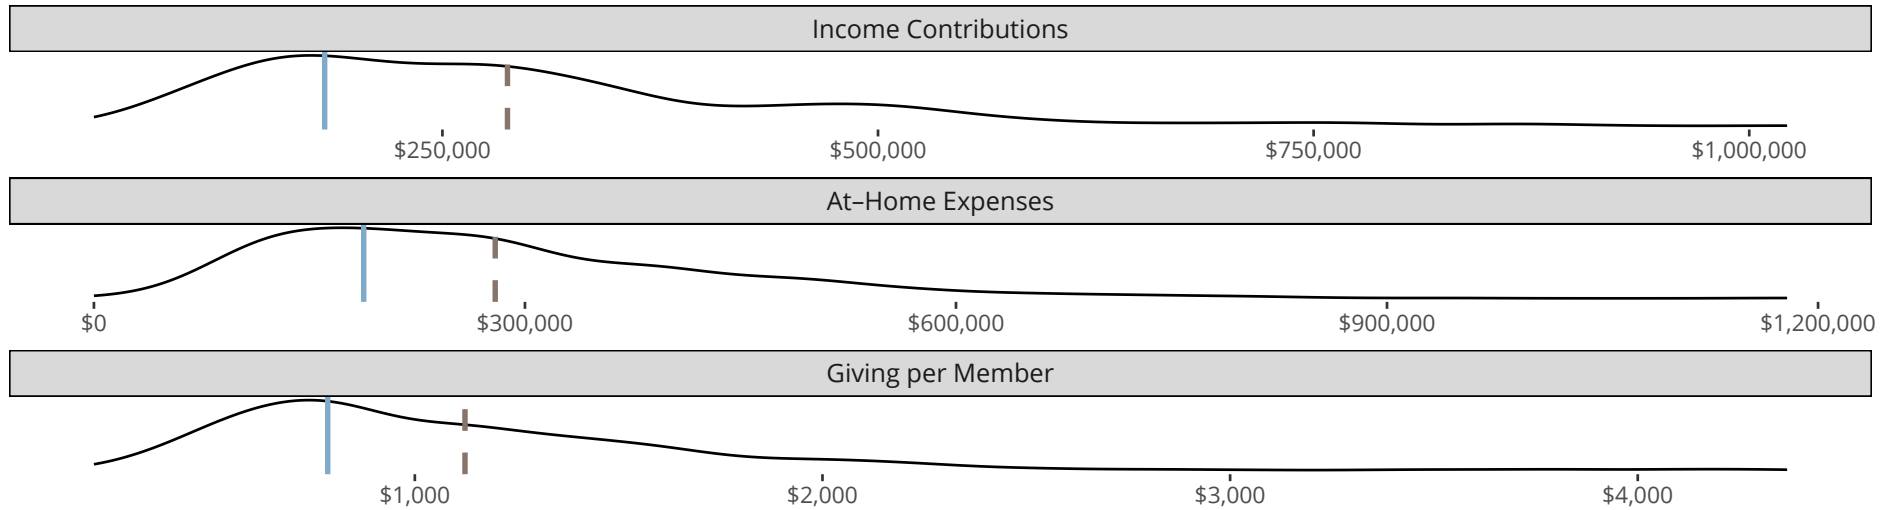 Income Contributions
$250,000 $500,000 $750,000 $1,000,000
At–Home Expenses
$0 $300,000 $600,000 $900,000 $1,200,000
Giving per Member
$1,000 $2,000 $3,000 $4,000